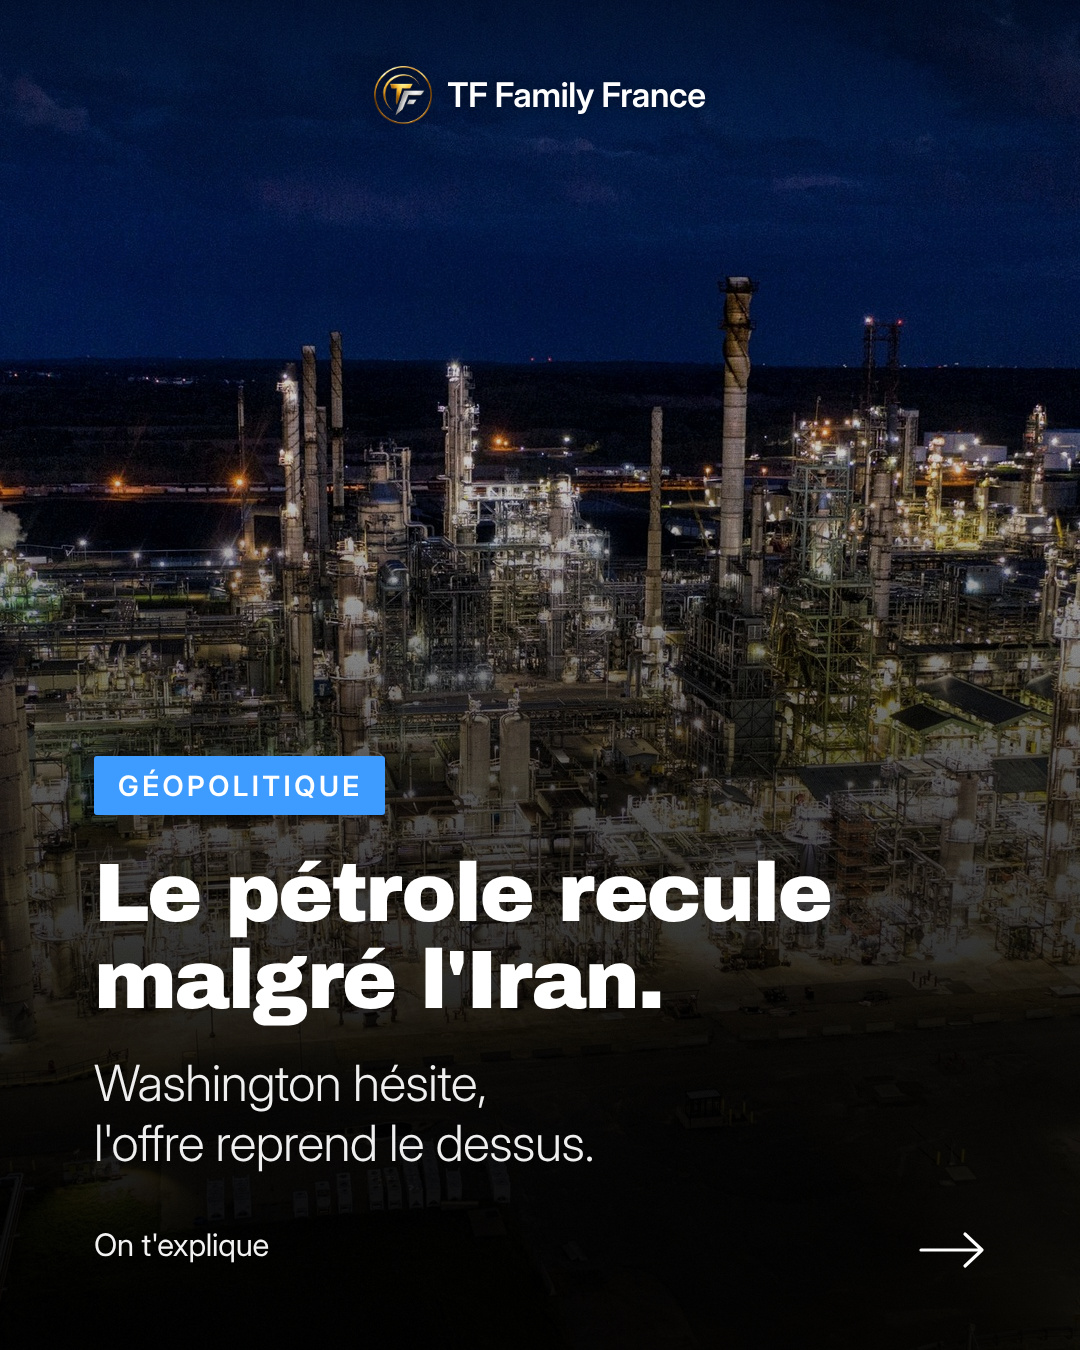 TF Family France
GÉOPOLITIQUE
Le pétrole recule
malgré l'Iran.
Washington hésite,
l'offre reprend le dessus.
On t'explique